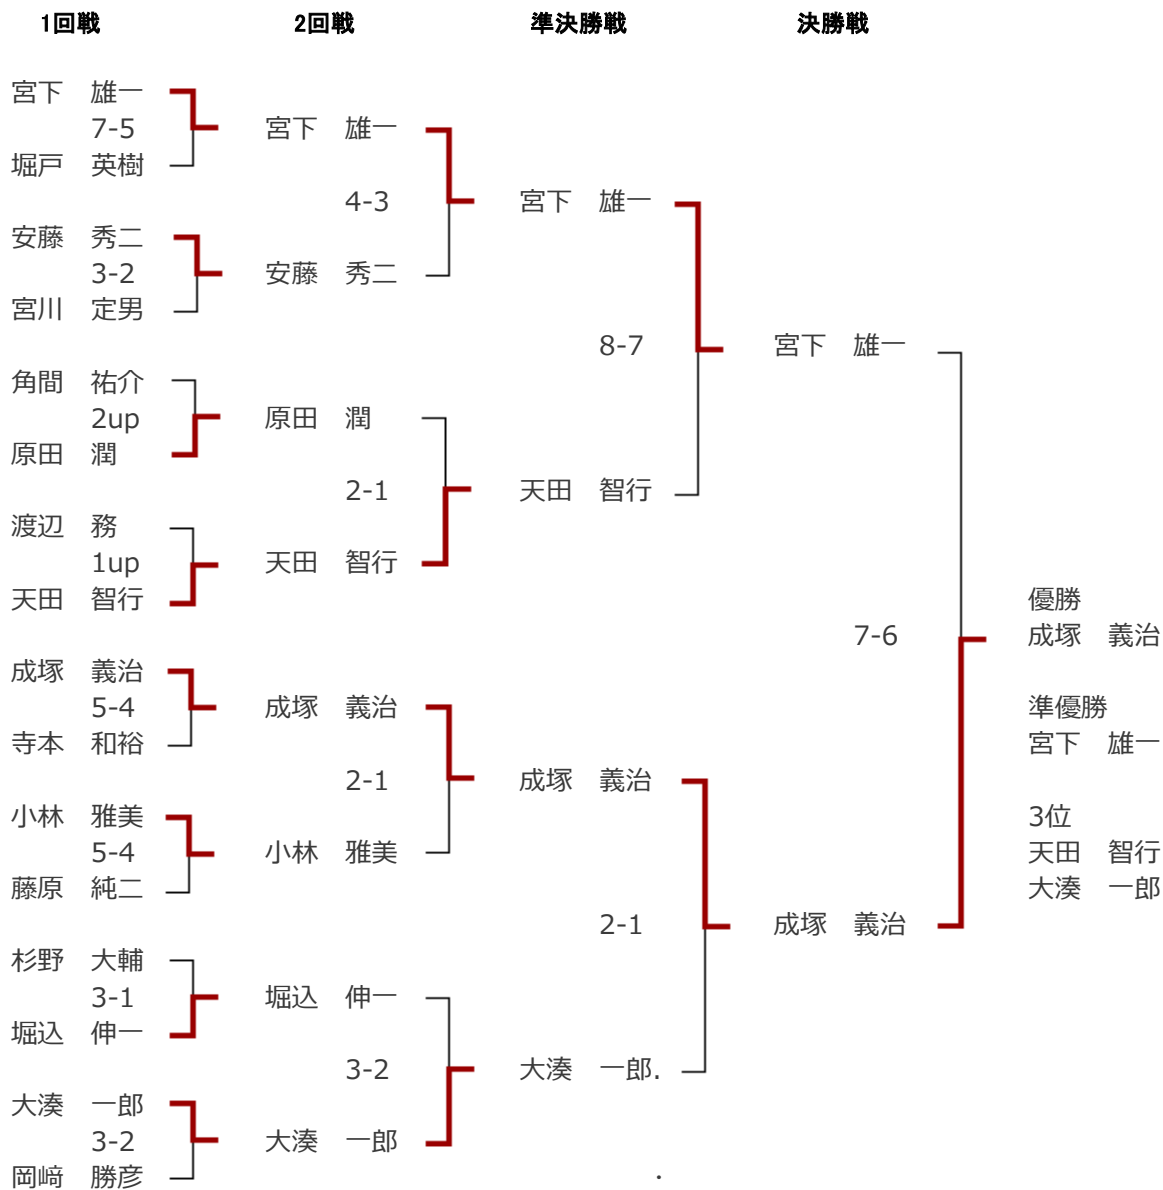 1回戦
2回戦
準決勝戦
決勝戦
宮下　雄一
7-5
堀戸　英樹
安藤　秀二
3-2
宮川　定男
角間　祐介
2up
原田　潤
渡辺　務
1up
天田　智行
成塚　義治
5-4
寺本　和裕
小林　雅美
5-4
藤原　純二
杉野　大輔
3-1
堀込　伸一
大湊　一郎
3-2
岡﨑　勝彦
宮下　雄一
4-3
安藤　秀二
原田　潤
2-1
天田　智行
成塚　義治
2-1
小林　雅美
堀込　伸一
3-2
大湊　一郎
宮下　雄一
8-7
天田　智行
成塚　義治
2-1
大湊　一郎.
.
宮下　雄一
7-6
成塚　義治
優勝
成塚　義治
準優勝
宮下　雄一
3位
天田　智行
大湊　一郎